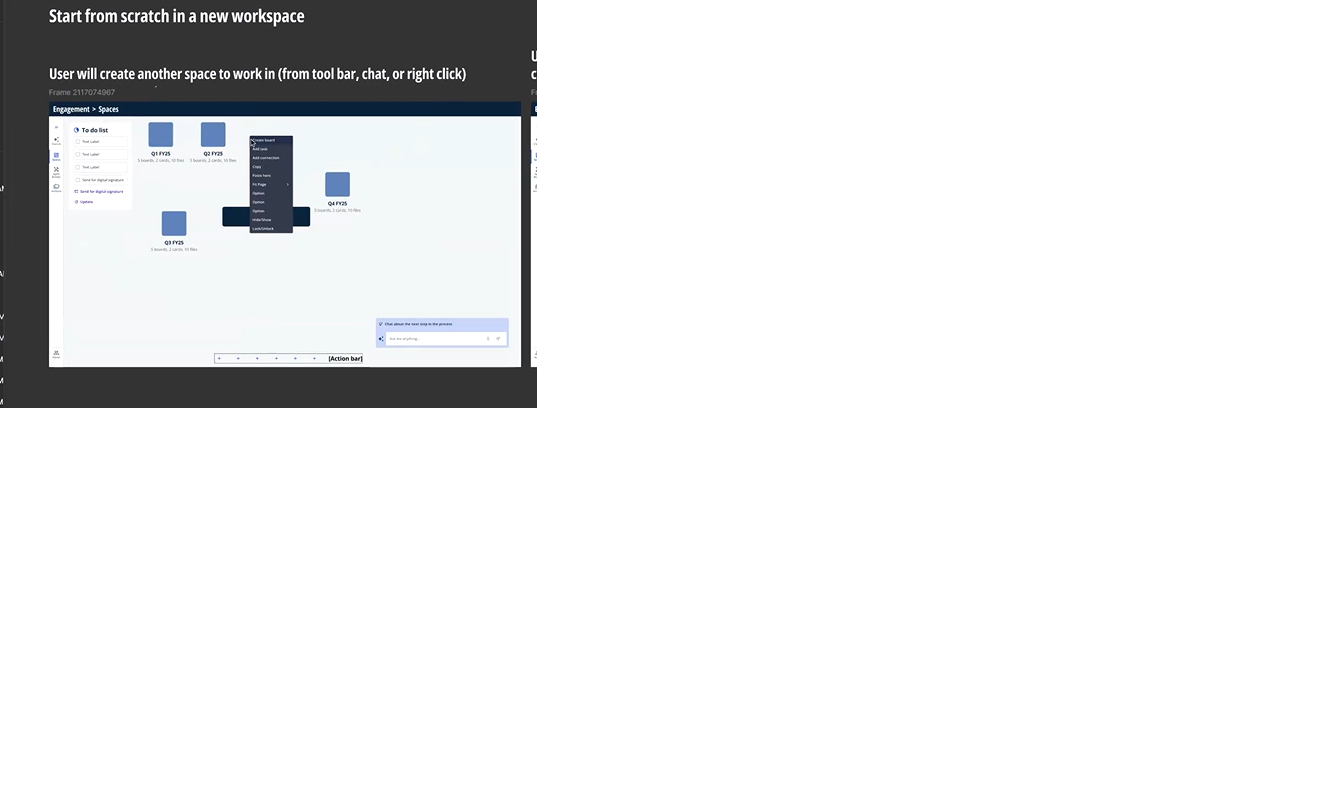 Start from scratch in a new workspace
User will create another space to work in (from tool bar, chat, or right click)
Frame 2117074967
Engagement > Spaces
To do list
Text Label
Text Label
Text Label
Send for digital signature
Send for digital signature
Update
Q1 FY25
5 boards, 2 cards, 10 files
Q2 FY25
5 boards, 2 cards, 10 files
Create board
Add task
Add connection
Copy
Paste here
Fit Page
Option
Option
Option
Hide/Show
Lock/Unlock
Q4 FY25
5 boards, 2 cards, 10 files
Q3 FY25
5 boards, 2 cards, 10 files
Chat about the next step in the process
Ask me anything...
[Action bar]